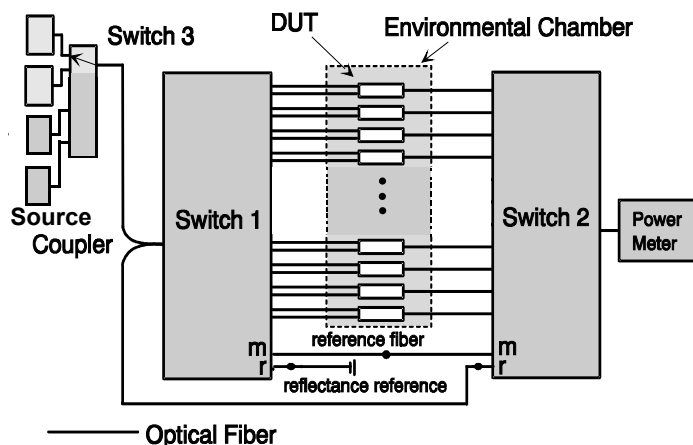 Switch 3
DUT
Environmental Chamber
Source
Coupler
Switch 1
Switch 2
Power
Meter
m
r
reference fiber
reflectance reference
m
r
Optical Fiber